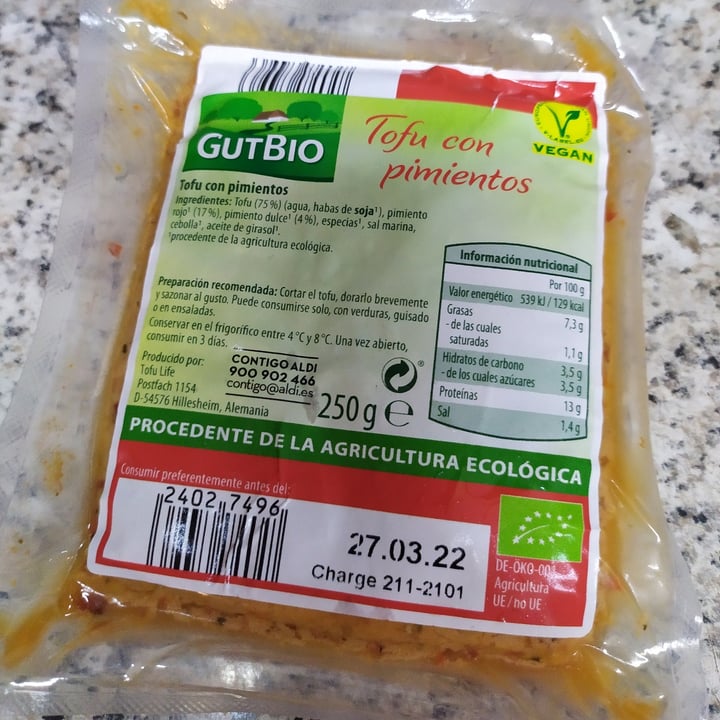 GUTBIO
Tofu con
pimientos
VEGAN
Tofu con pimientos
Ingredientes: Tofu (75%) (agua, habas de soja¹), pimiento
rojo¹ (17%), pimiento dulce¹ (4%), especias¹, sal marina,
cebolla¹, aceite de girasol¹.
¹procedente de la agricultura ecológica.
Preparación recomendada: Cortar el tofu, dorarlo brevemente
y sazonar al gusto. Puede consumirse solo, con verduras, guisado
o en ensaladas.
Conservar en el frigorífico entre 4°C y 8°C. Una vez abierto,
consumir en 3 días.
Producido por:
Tofu Life
Postfach 1154
D-54576 Hillesheim, Alemania
CONTIGO ALDI
900 902 466
contigo@aldi.es
250 g e
Información nutricional
Por 100 g
Valor energético 539 kJ / 129 kcal
Grasas 7,3 g
- de las cuales
saturadas 1,1 g
Hidratos de carbono 3,5 g
- de los cuales azúcares 3,5 g
Proteínas 13 g
Sal 1,4 g
PROCEDENTE DE LA AGRICULTURA ECOLÓGICA
Consumir preferentemente antes del:
2402 7496
27.03.22
Charge 211-2101
DE-ÖKO-001
Agricultura
UE/no UE